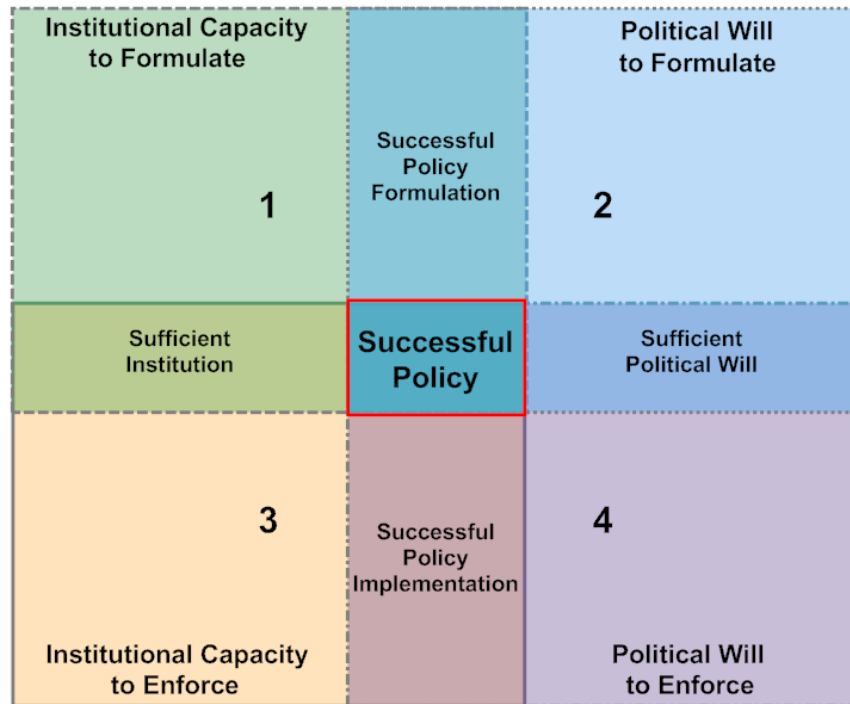 Institutional Capacity
to Formulate
Political Will
to Formulate
Successful
Policy
Formulation
1
2
Sufficient
Institution
Successful
Policy
Sufficient
Political Will
3
4
Successful
Policy
Implementation
Institutional Capacity
to Enforce
Political Will
to Enforce